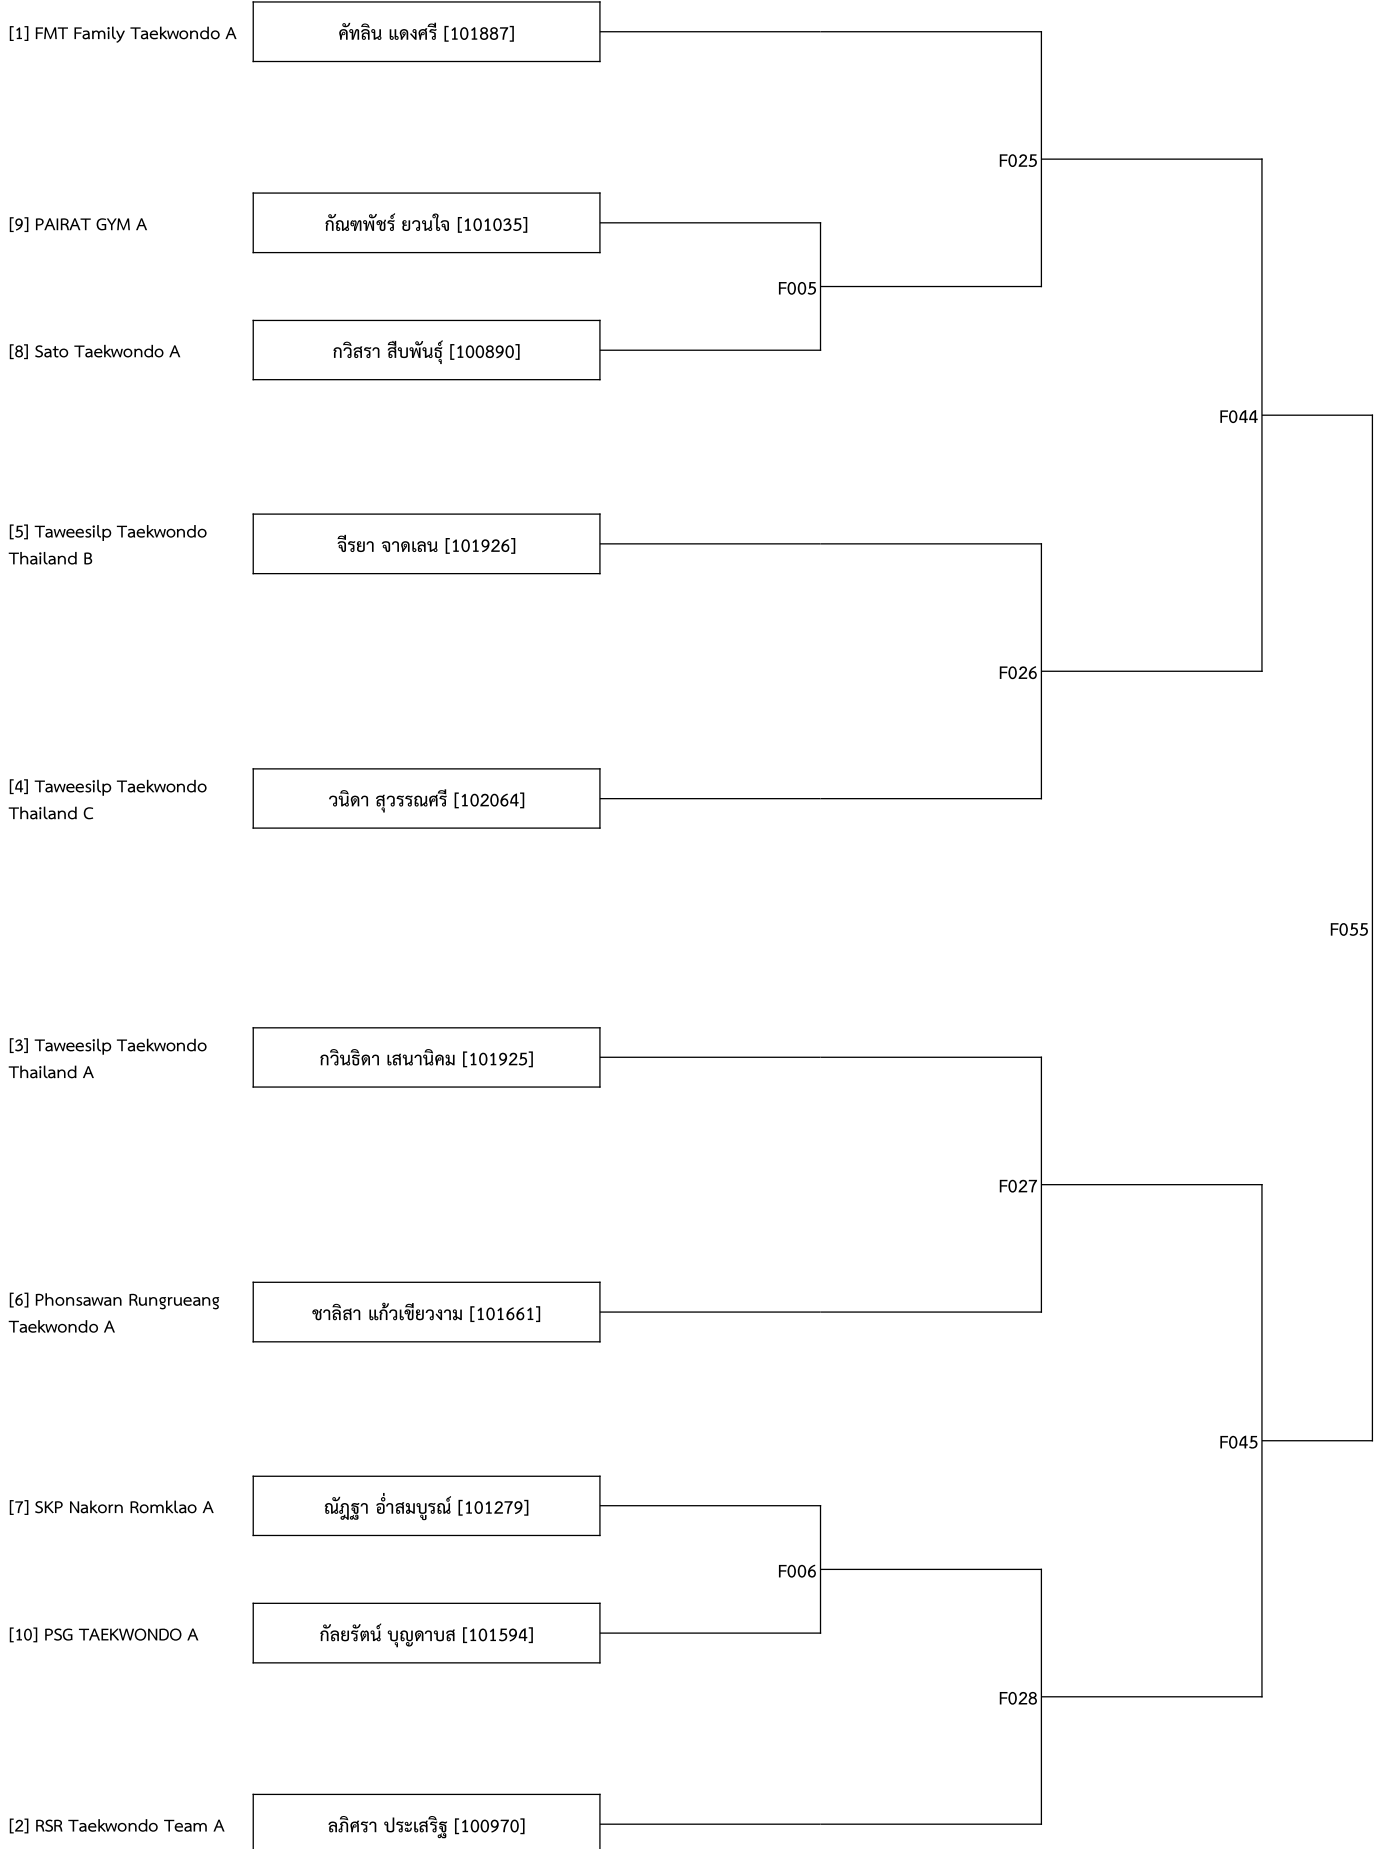 [1] FMT Family Taekwondo A
คัทลิน แดงศรี [101887]
F025
[9] PAIRAT GYM A
กัณฑพัชร์ ยวนใจ [101035]
F005
[8] Sato Taekwondo A
กวิสรา สืบพันธุ์ [100890]
F044
[5] Taweesilp Taekwondo
Thailand B
จีรยา จาดเลน [101926]
F026
[4] Taweesilp Taekwondo
Thailand C
วนิดา สุวรรณศรี [102064]
F055
[3] Taweesilp Taekwondo
Thailand A
กวินธิดา เสนานิคม [101925]
F027
[6] Phonsawan Rungrueang
Taekwondo A
ชาลิสา แก้วเขียวงาม [101661]
F045
[7] SKP Nakorn Romklao A
ณัฎฐา อ่ำสมบูรณ์ [101279]
F006
[10] PSG TAEKWONDO A
กัลยรัตน์ บุญดาบส [101594]
F028
[2] RSR Taekwondo Team A
ลภิศรา ประเสริฐ [100970]